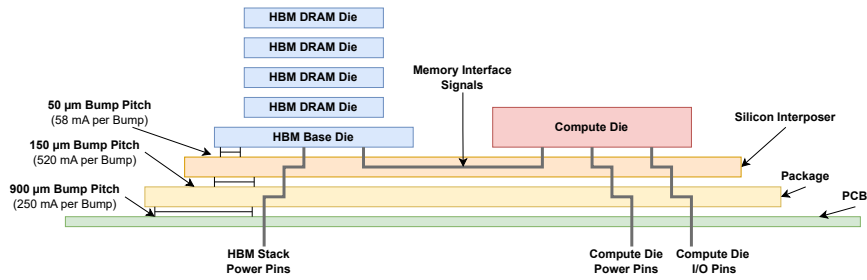 HBM DRAM Die
HBM DRAM Die
HBM DRAM Die
HBM DRAM Die
HBM Base Die
Memory Interface
Signals
Compute Die
Silicon Interposer
Package
PCB
50 µm Bump Pitch
(58 mA per Bump)
150 µm Bump Pitch
(520 mA per Bump)
900 µm Bump Pitch
(250 mA per Bump)
HBM Stack
Power Pins
Compute Die
Power Pins
Compute Die
I/O Pins